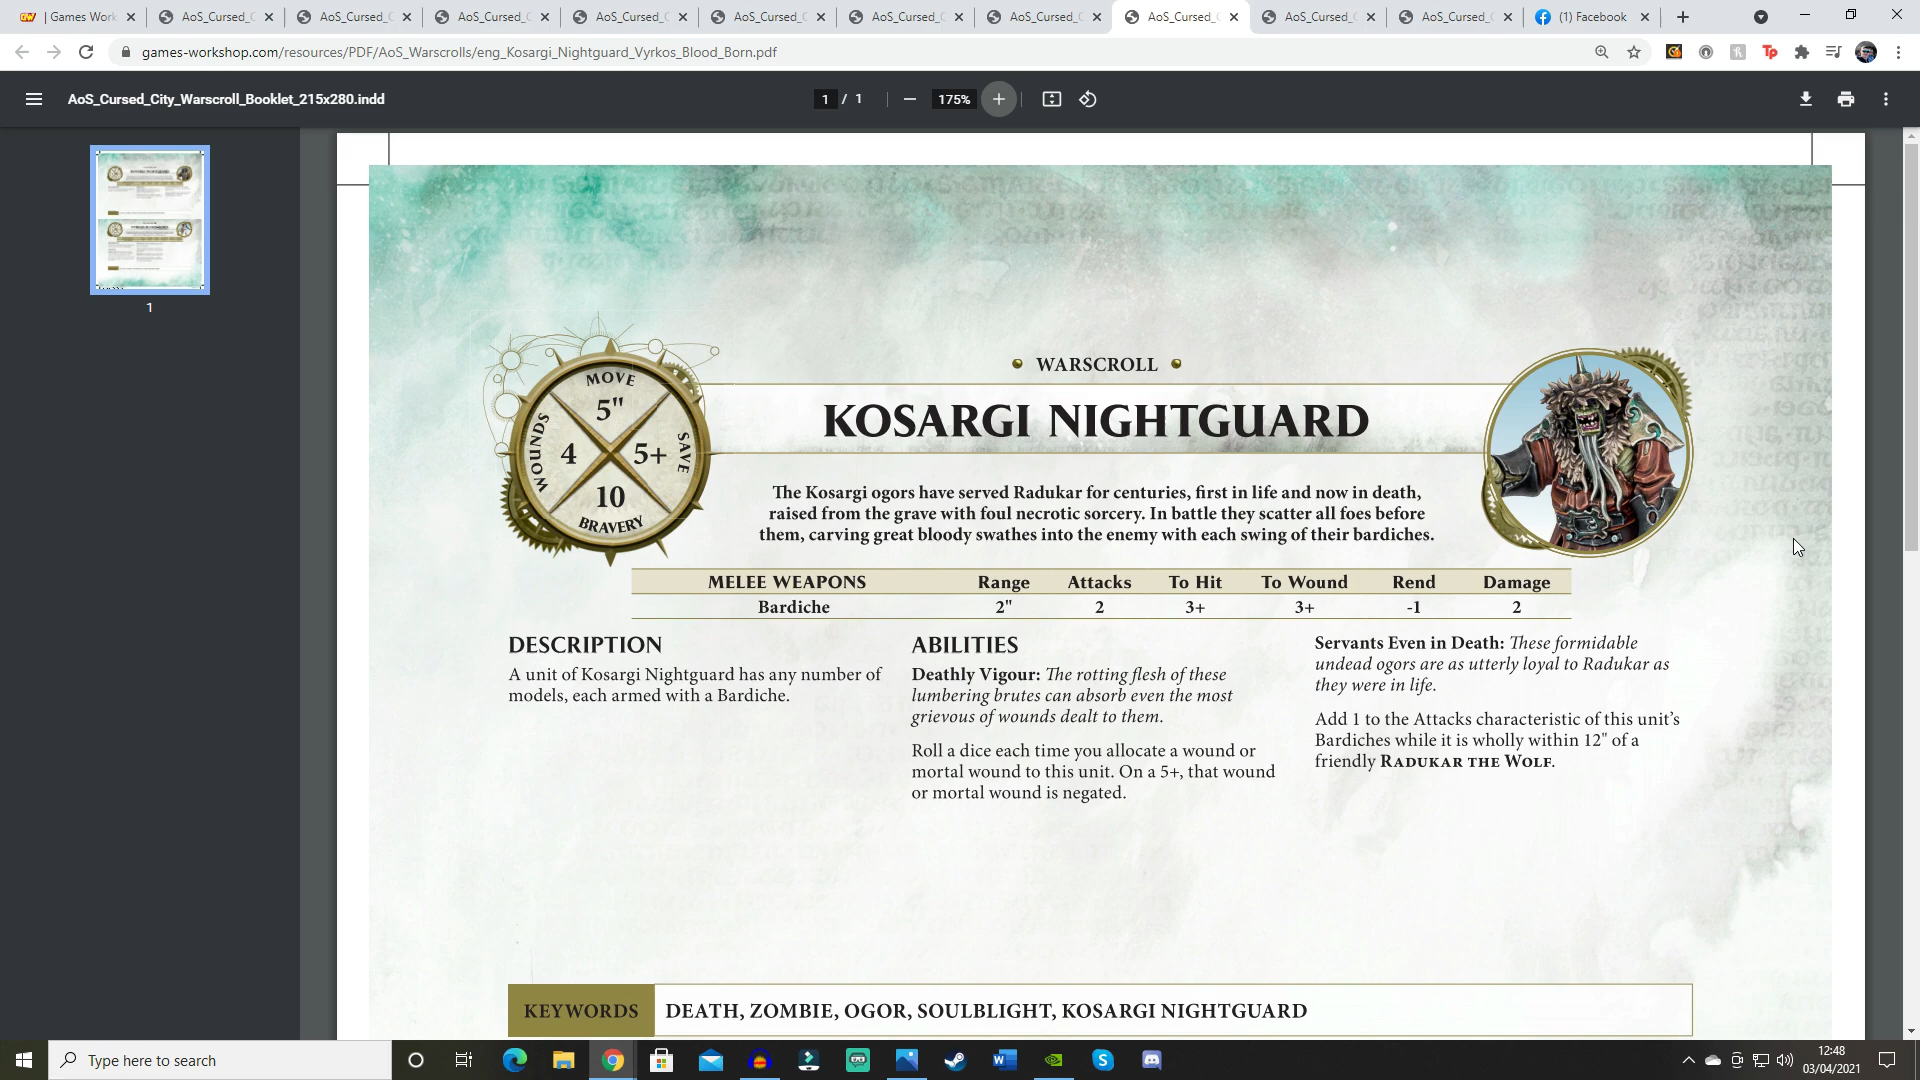 | Games Work
AoS_Cursed_C
AoS_Cursed_C
AoS_Cursed_C
AoS_Cursed_C
AoS_Cursed_C
AoS_Cursed_C
AoS_Cursed_C
AoS_Cursed_C
AoS_Cursed_C
AoS_Cursed_C
(1) Facebook
games-workshop.com/resources/PDF/AoS_Warscrolls/eng_Kosargi_Nightguard_Vyrkos_Blood_Born.pdf
AoS_Cursed_City_Warscroll_Booklet_215x280.indd
1 / 1
175%
1
MOVE
5"
WOUNDS
4
5+
SAVE
10
BRAVERY
WARSCROLL
KOSARGI NIGHTGUARD
The Kosargi ogors have served Radukar for centuries, first in life and now in death,
raised from the grave with foul necrotic sorcery. In battle they scatter all foes before
them, carving great bloody swathes into the enemy with each swing of their bardiches.
MELEE WEAPONS Range Attacks To Hit To Wound Rend Damage
Bardiche 2" 2 3+ 3+ -1 2
DESCRIPTION
A unit of Kosargi Nightguard has any number of
models, each armed with a Bardiche.
ABILITIES
Deathly Vigour: The rotting flesh of these
lumbering brutes can absorb even the most
grievous of wounds dealt to them.
Roll a dice each time you allocate a wound or
mortal wound to this unit. On a 5+, that wound
or mortal wound is negated.
Servants Even in Death: These formidable
undead ogors are as utterly loyal to Radukar as
they were in life.
Add 1 to the Attacks characteristic of this unit's
Bardiches while it is wholly within 12" of a
friendly RADUKAR THE WOLF.
KEYWORDS
DEATH, ZOMBIE, OGOR, SOULBLIGHT, KOSARGI NIGHTGUARD
Type here to search
12:48
03/04/2021